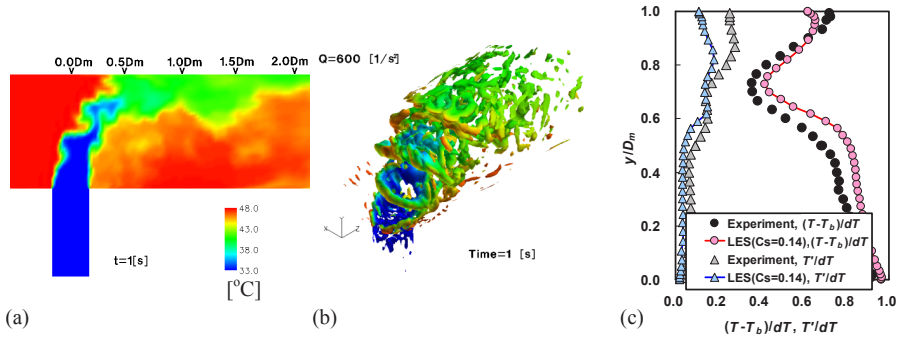 0.0Dm 0.5Dm 1.0Dm 1.5Dm 2.0Dm
48.0
43.0
38.0
33.0
t=1[s]
[°C]
(a)
Q=600 [1/s²]
Y
X
Z
Time=1 [s]
(b)
1.0
0.8
0.6
0.4
0.2
0.0
y/Dm
Experiment, (T-Tb)/dT
LES(Cs=0.14),(T-Tb)/dT
Experiment, T'/dT
LES(Cs=0.14), T'/dT
0.0 0.2 0.4 0.6 0.8 1.0
(T-Tb)/dT, T'/dT
(c)